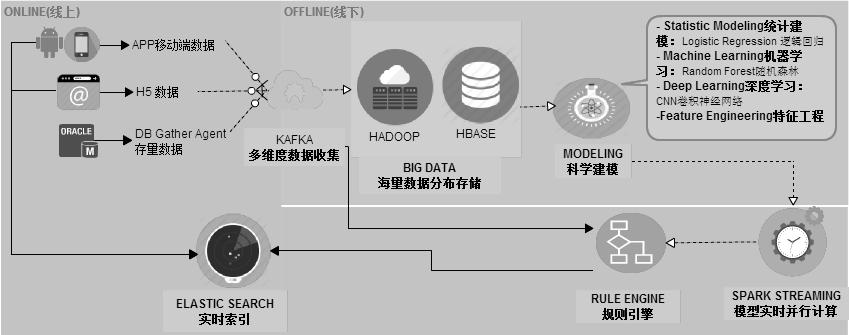 ONLINE(线上)
OFFLINE(线下)
APP移动端数据
H5 数据
ORACLE
M
DB Gather Agent
存量数据
KAFKA
多维度数据收集
HADOOP
HBASE
BIG DATA
海量数据分布存储
MODELING
科学建模
- Statistic Modeling统计建
模：Logistic Regression 逻辑回归
- Machine Learning机器学
习：Random Forest随机森林
- Deep Learning深度学习：
CNN卷积神经网络
-Feature Engineering特征工程
ELASTIC SEARCH
实时索引
RULE ENGINE
规则引擎
SPARK STREAMING
模型实时并行计算